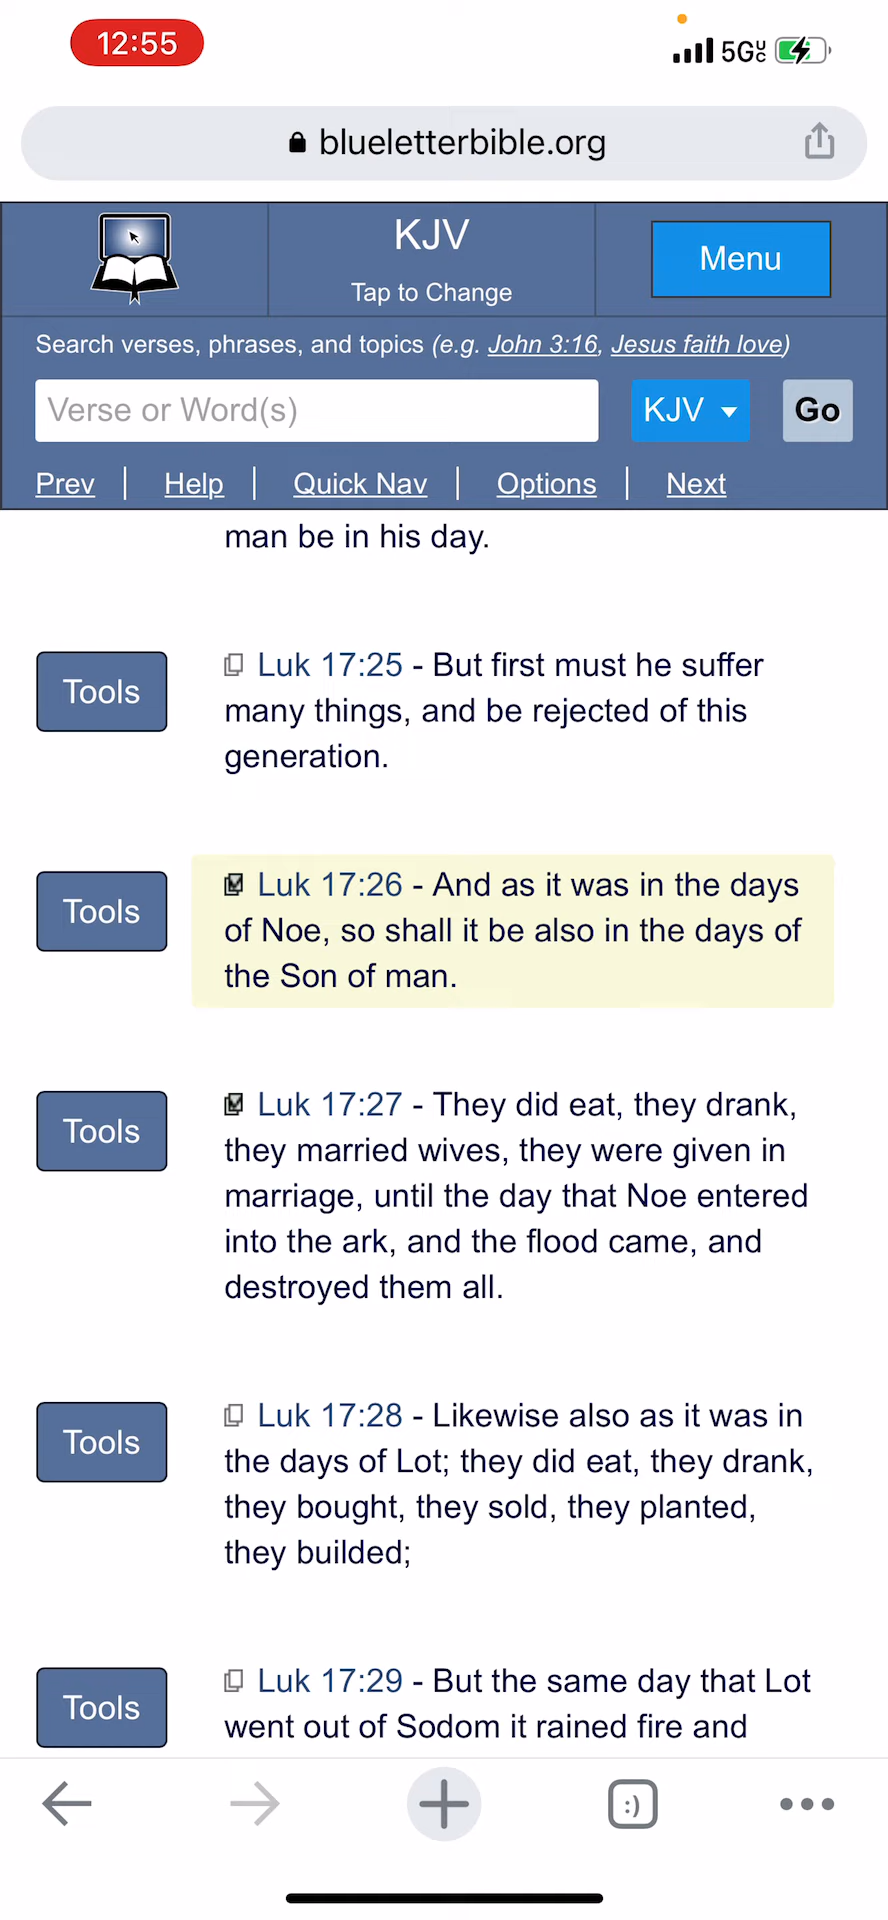 12:55
5GUC
blueletterbible.org
KJV
Tap to Change
Menu
Search verses, phrases, and topics (e.g. John 3:16, Jesus faith love)
Verse or Word(s)
KJV
Go
Prev | Help | Quick Nav | Options | Next
man be in his day.
Tools
Luk 17:25 - But first must he suffer
many things, and be rejected of this
generation.
Tools
Luk 17:26 - And as it was in the days
of Noe, so shall it be also in the days of
the Son of man.
Tools
Luk 17:27 - They did eat, they drank,
they married wives, they were given in
marriage, until the day that Noe entered
into the ark, and the flood came, and
destroyed them all.
Tools
Luk 17:28 - Likewise also as it was in
the days of Lot; they did eat, they drank,
they bought, they sold, they planted,
they builded;
Tools
Luk 17:29 - But the same day that Lot
went out of Sodom it rained fire and
:)